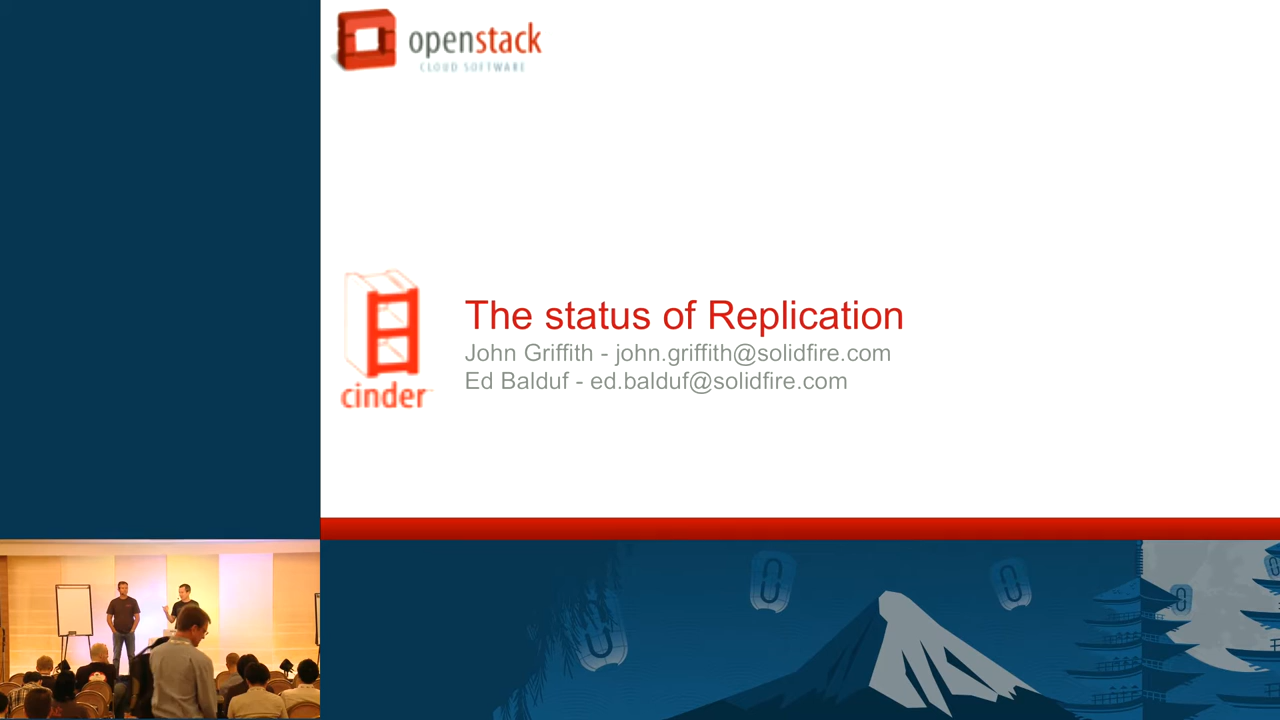 openstack
CLOUD SOFTWARE
The status of Replication
John Griffith - john.griffith@solidfire.com
Ed Balduf - ed.balduf@solidfire.com
cinder